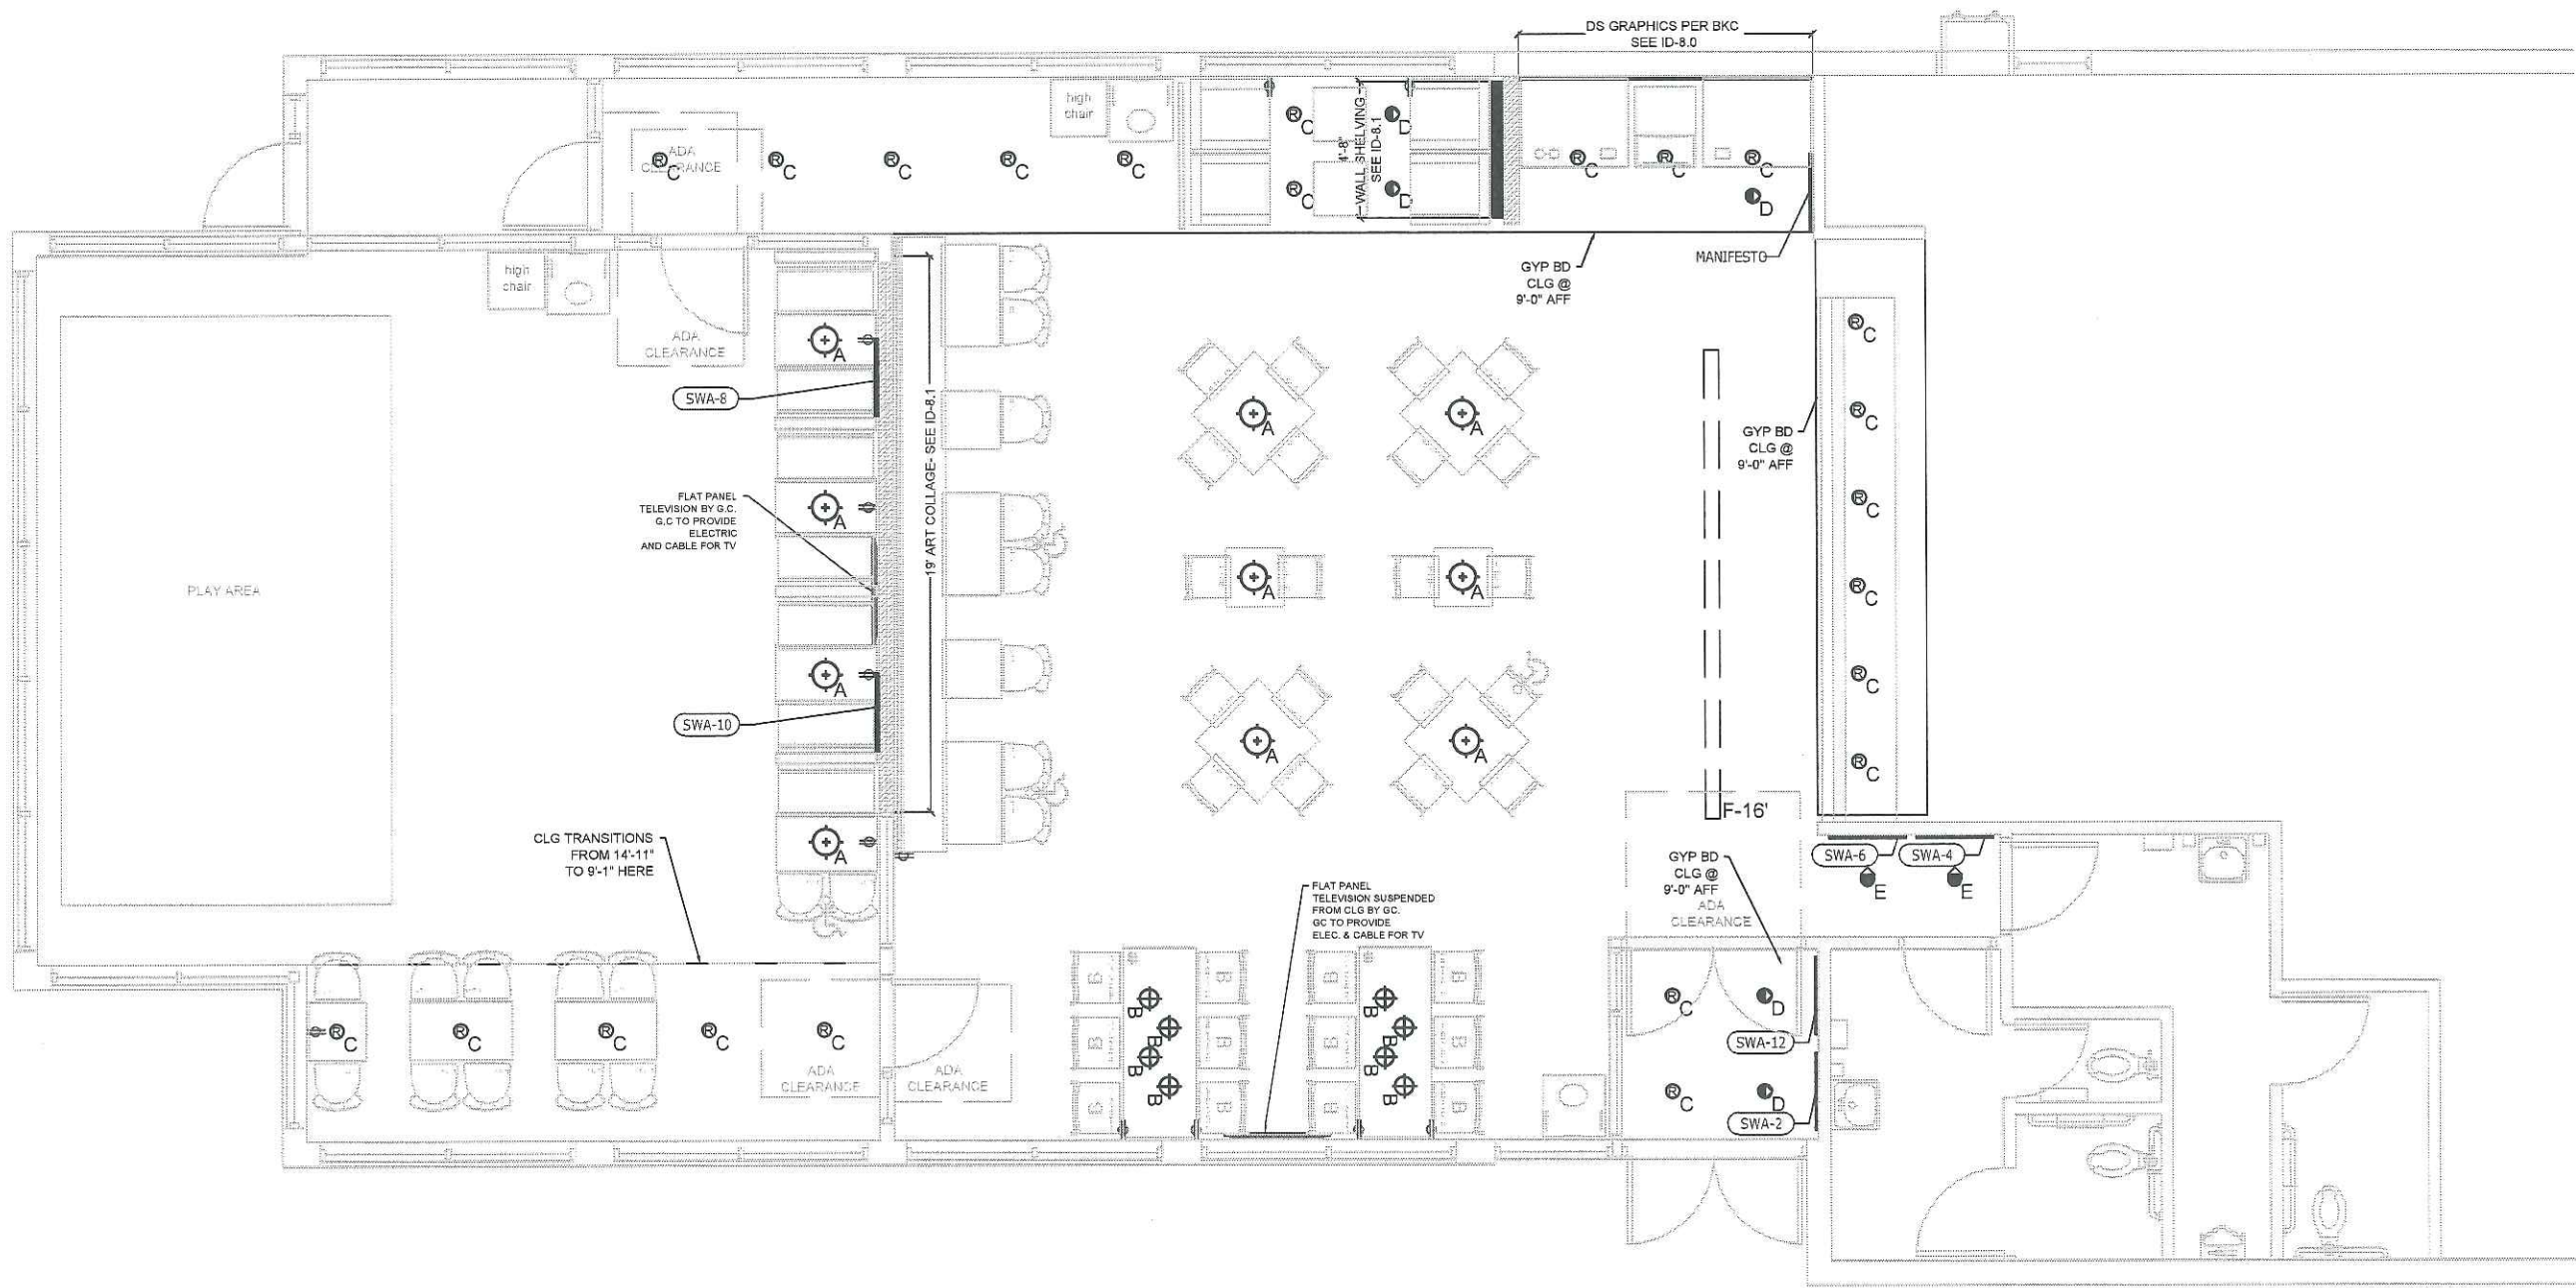 DS GRAPHICS PER BKC
SEE ID-8.0
high
chair
ADA
CLEARANCE
R C
R C
R C
R C
R C
R C
D
R C
D
4'-8"
WALL SHELVING
SEE ID-8.1
R C
R C
R C
D
MANIFESTO
GYP BD
CLG @
9'-0" AFF
high
chair
ADA
CLEARANCE
A
SWA-8
19' ART COLLAGE- SEE ID-8.1
FLAT PANEL
TELEVISION BY G.C.
G.C TO PROVIDE
ELECTRIC
AND CABLE FOR TV
A
PLAY AREA
A
SWA-10
A
CLG TRANSITIONS
FROM 14'-11"
TO 9'-1" HERE
A
A
A
A
A
A
GYP BD
CLG @
9'-0" AFF
R C
R C
R C
R C
R C
R C
F-16'
GYP BD
CLG @
9'-0" AFF
ADA
CLEARANCE
SWA-6
SWA-4
E
E
FLAT PANEL
TELEVISION SUSPENDED
FROM CLG BY GC.
GC TO PROVIDE
ELEC. & CABLE FOR TV
R C
R C
R C
R C
R C
ADA
CLEARANCE
ADA
CLEARANCE
B
B
B
B
B
B
B
B
R C
D
SWA-12
R C
D
SWA-2